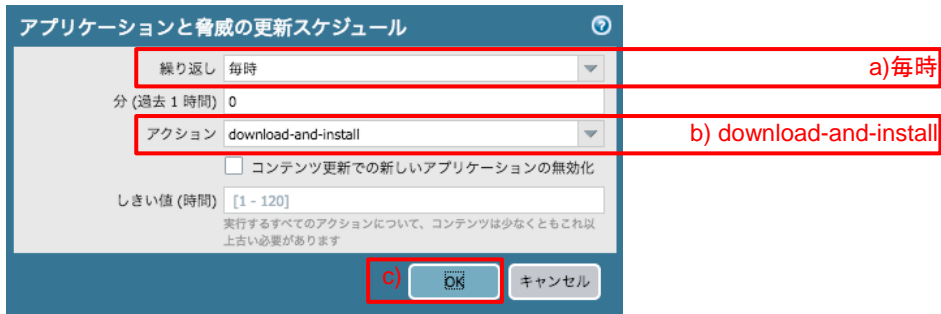 アプリケーションと脅威の更新スケジュール ?
繰り返し 毎時 a)毎時
分 (過去 1 時間) 0
アクション download-and-install b) download-and-install
コンテンツ更新での新しいアプリケーションの無効化
しきい値 (時間) [1 - 120]
実行するすべてのアクションについて、コンテンツは少なくともこれ以
上古い必要があります
c) OK キャンセル